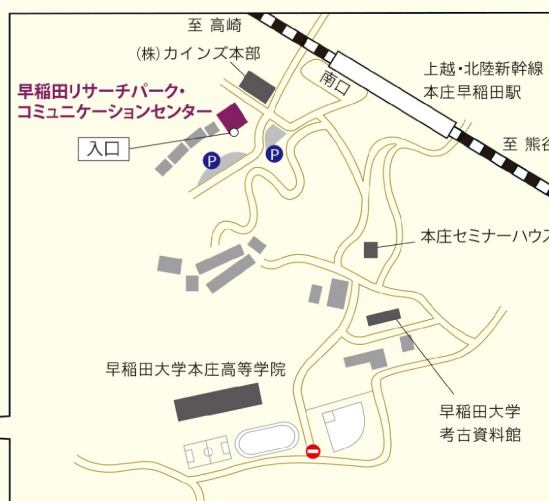 至 高崎
(株)カインズ本部
早稲田リサーチパーク・
コミュニケーションセンター
入口
P
P
南口
上越・北陸新幹線
本庄早稲田駅
至 熊谷
本庄セミナーハウス
早稲田大学本庄高等学院
早稲田大学
考古資料館